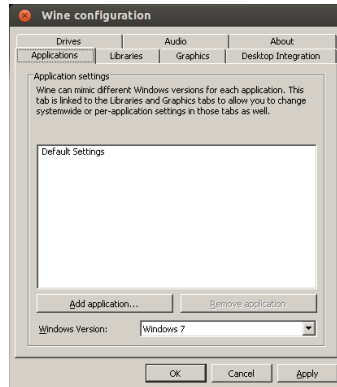 Wine configuration
Drives Audio About
Applications Libraries Graphics Desktop Integration
Application settings
Wine can mimic different Windows versions for each application. This
tab is linked to the Libraries and Graphics tabs to allow you to change
systemwide or per-application settings in those tabs as well.
Default Settings
Add application... Remove application
Windows Version: Windows 7
OK Cancel Apply